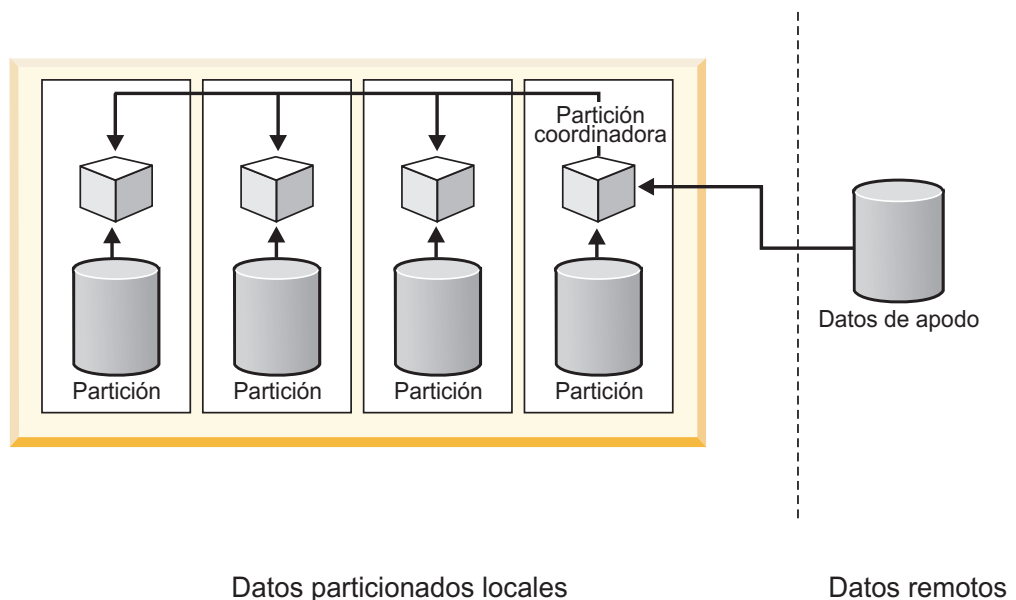 Partición
coordinadora
Datos de apodo
Partición
Partición
Partición
Partición
Datos particionados locales
Datos remotos